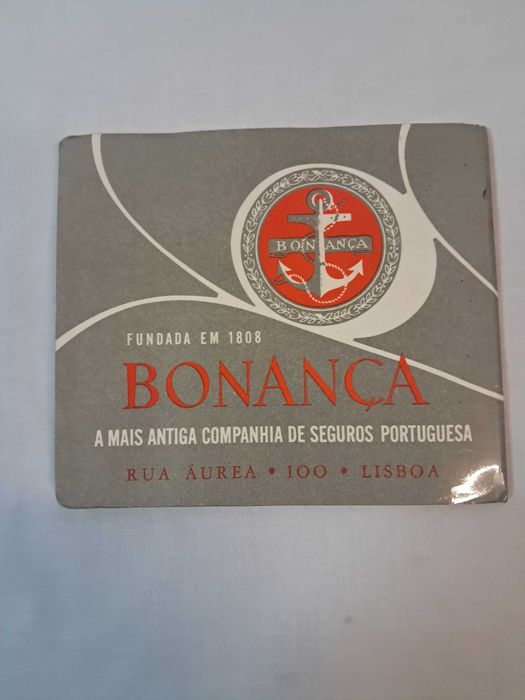 BONANÇA
FUNDADA EM 1808
BONANÇA
A MAIS ANTIGA COMPANHIA DE SEGUROS PORTUGUESA
RUA ÁUREA • 100 • LISBOA